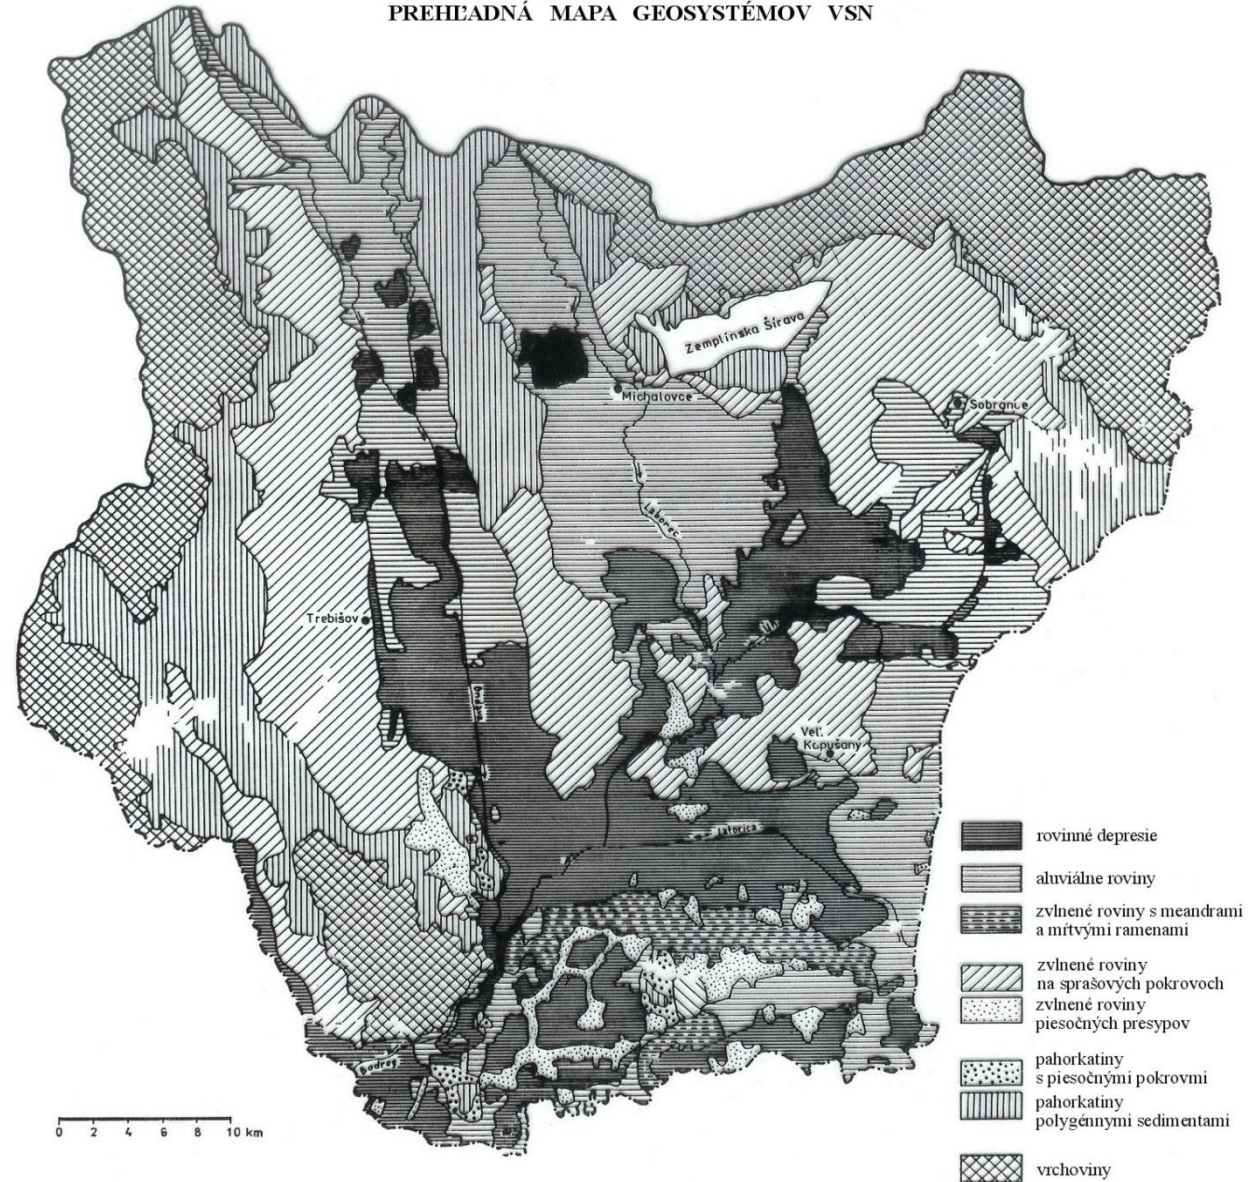 PREHĽADNÁ MAPA GEOSYSTÉMOV VSN
Zemplínska Šírava
Michalovce
Sobrance
Laborec
Trebišov
Uh
Ondava
Veľ.
Kapušany
Latorica
Bodrog
rovinné depresie
aluviálne roviny
zvlnené roviny s meandrami
a mŕtvými ramenami
zvlnené roviny
na sprašových pokrovoch
zvlnené roviny
piesočných presypov
pahorkatiny
s piesočnými pokrovmi
pahorkatiny
polygénnymi sedimentami
vrchoviny
0 2 4 6 8 10 km